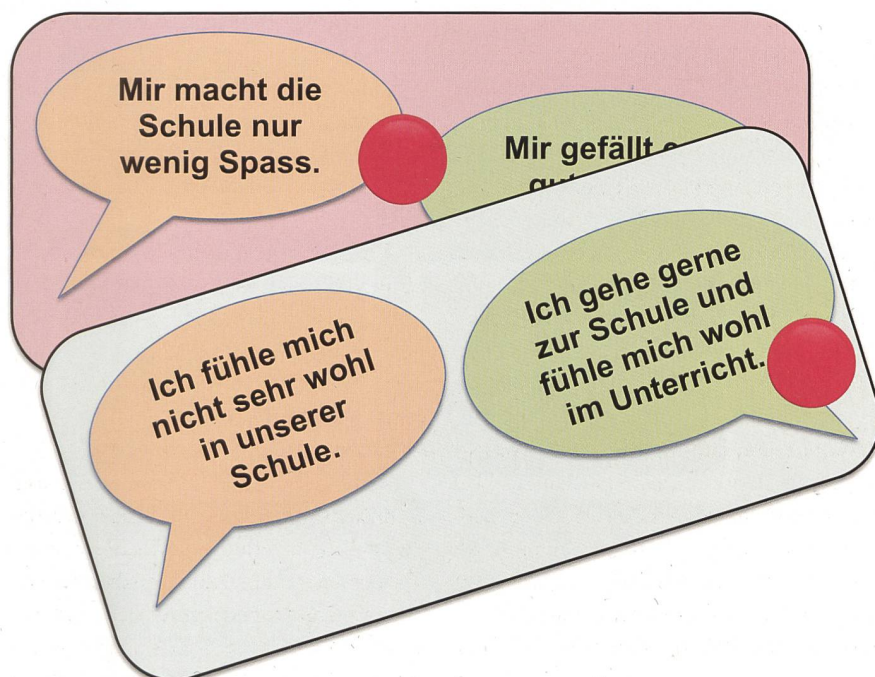 Mir macht die
Schule nur
wenig Spass.
Mir gefällt
Ich fühle mich
nicht sehr wohl
in unserer
Schule.
Ich gehe gerne
zur Schule und
fühle mich wohl
im Unterricht.